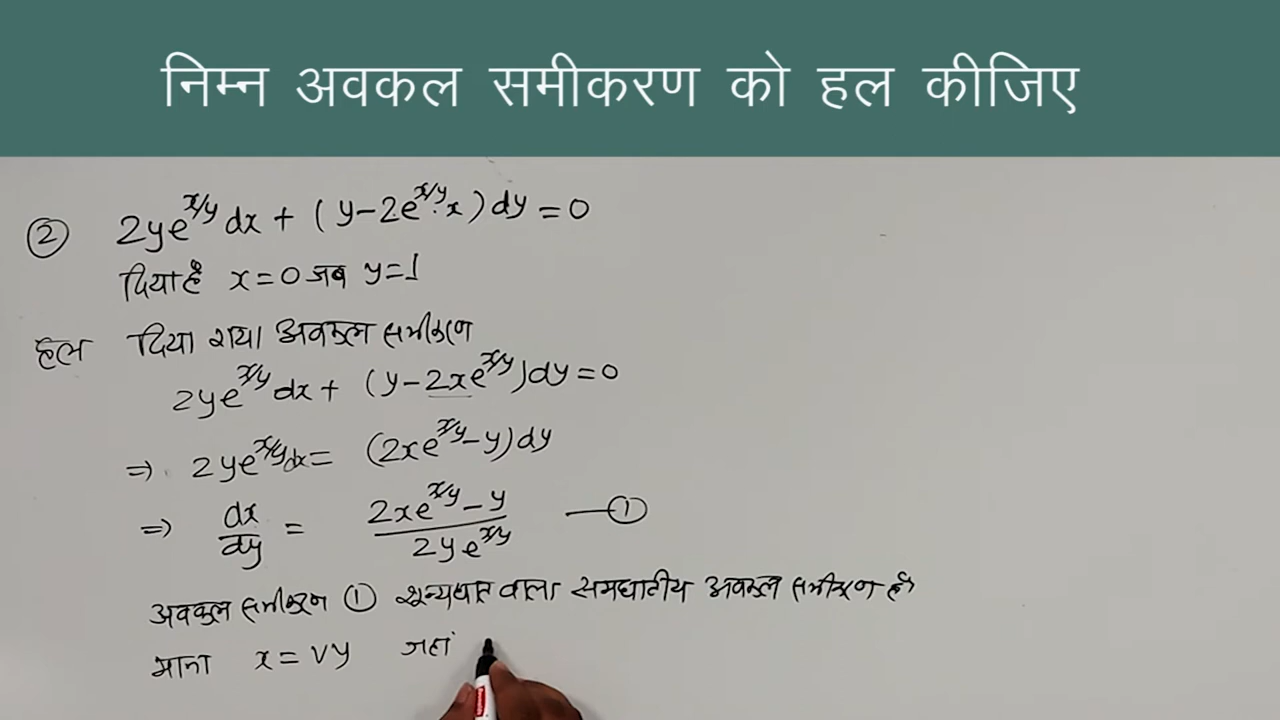 निम्न अवकल समीकरण को हल कीजिए
② 2ye^{x/y} dx + (y-2e^{x/y}·x) dy = 0
दिया है x=0 जब y=1
हल दिया गया अवकल समीकरण
2ye^{x/y} dx + (y-2xe^{x/y}) dy = 0
⇒ 2ye^{x/y} dx = (2xe^{x/y}-y) dy
⇒ dx/dy = (2xe^{x/y}-y)/(2ye^{x/y}) —①
अवकल समीकरण ① शून्यघात वाला समघातीय अवकल समीकरण है।
माना x = vy जहां